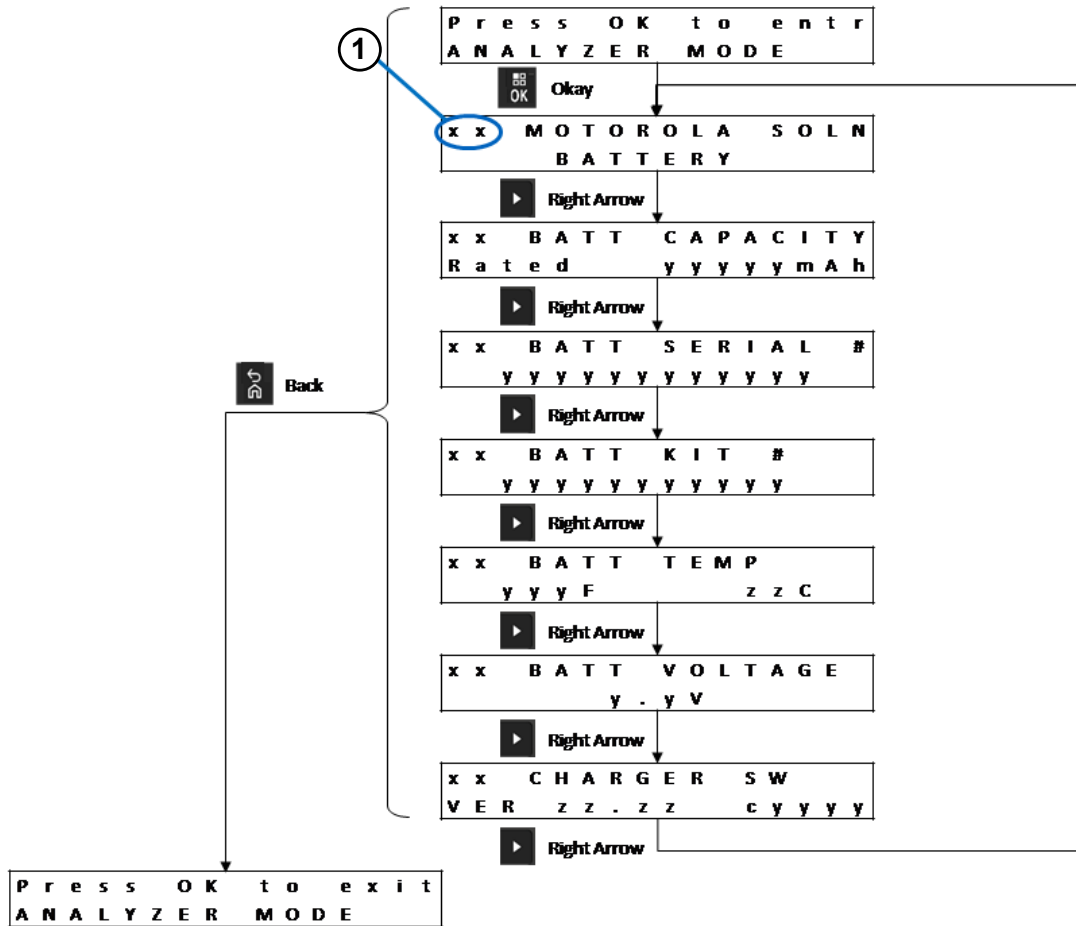 Press OK to entr
ANALYZER MODE
1
OK Okay
xx MOTOROLA SOLN
BATTERY
Right Arrow
xx BATT CAPACITY
Rated yyyyymAh
Right Arrow
xx BATT SERIAL #
yyyyyyyyyyyy
Right Arrow
Back
xx BATT KIT #
yyyyyyyyyyy
Right Arrow
xx BATT TEMP
yyyF zzC
Right Arrow
xx BATT VOLTAGE
y.yV
Right Arrow
xx CHARGER SW
VER zz.zz cyyyy
Right Arrow
Press OK to exit
ANALYZER MODE